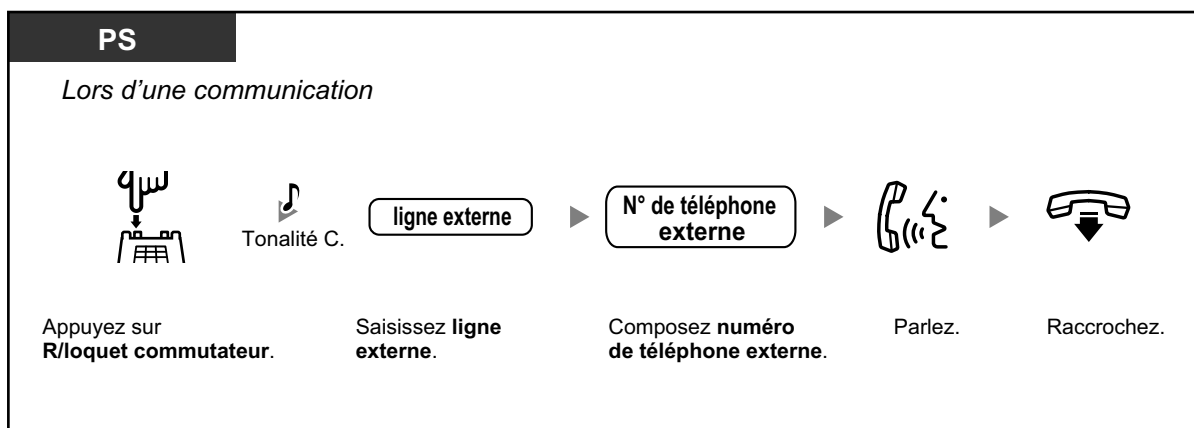 PS
Lors d’une communication
Tonalité C.
ligne externe
N° de téléphone
externe
Appuyez sur
R/loquet commutateur.
Saisissez ligne
externe.
Composez numéro
de téléphone externe.
Parlez.
Raccrochez.